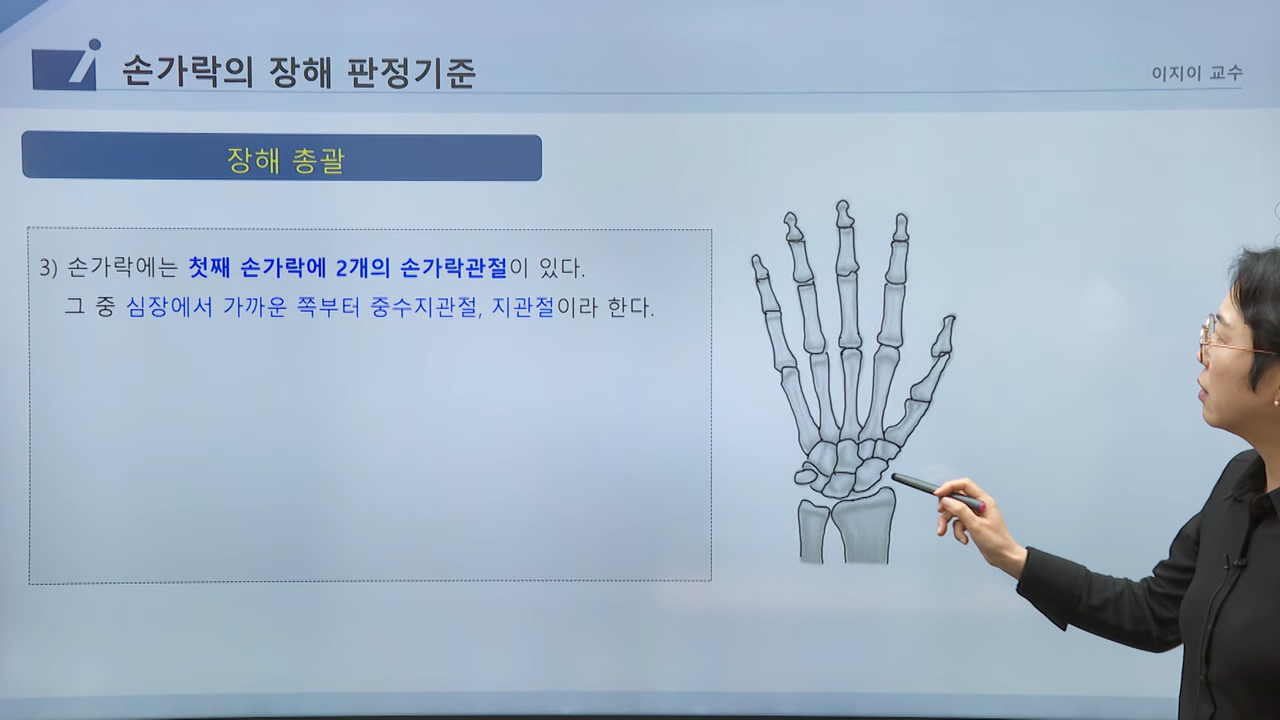 손가락의 장해 판정기준
이지이 교수
장해 총괄
3) 손가락에는 첫째 손가락에 2개의 손가락관절이 있다.
그 중 심장에서 가까운 쪽부터 중수지관절, 지관절이라 한다.